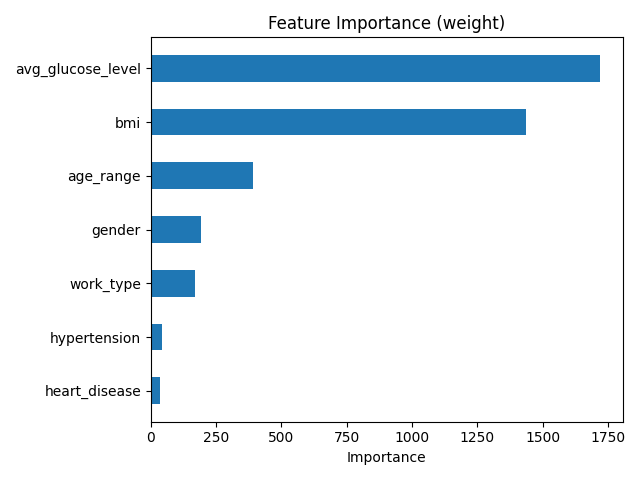 Feature Importance (weight)
avg_glucose_level
bmi
age_range
gender
work_type
hypertension
heart_disease
0 250 500 750 1000 1250 1500 1750
Importance